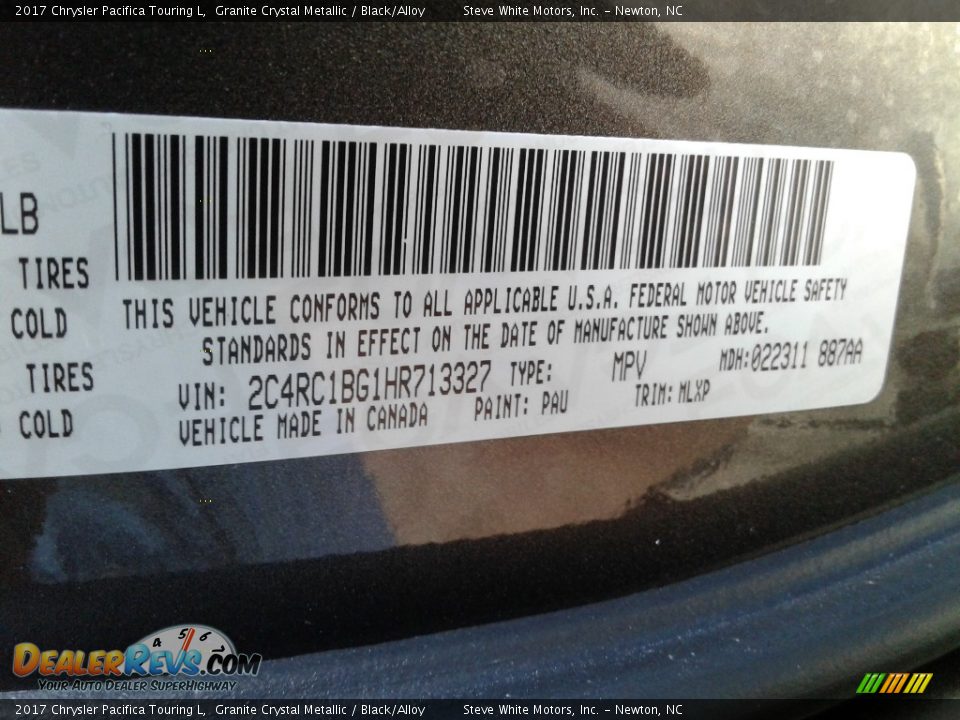 2017 Chrysler Pacifica Touring L, Granite Crystal Metallic / Black/Alloy Steve White Motors, Inc. - Newton, NC
LB
TIRES
COLD
TIRES
COLD
THIS VEHICLE CONFORMS TO ALL APPLICABLE U.S.A. FEDERAL MOTOR VEHICLE SAFETY
STANDARDS IN EFFECT ON THE DATE OF MANUFACTURE SHOWN ABOVE.
VIN: 2C4RC1BG1HR713327 TYPE: MPV MDH:022311 887AA
VEHICLE MADE IN CANADA PAINT: PAU TRIM: MLXP
4 5 6
DEALERREVS.COM
YOUR AUTO DEALER SUPERHIGHWAY
2017 Chrysler Pacifica Touring L, Granite Crystal Metallic / Black/Alloy Steve White Motors, Inc. - Newton, NC